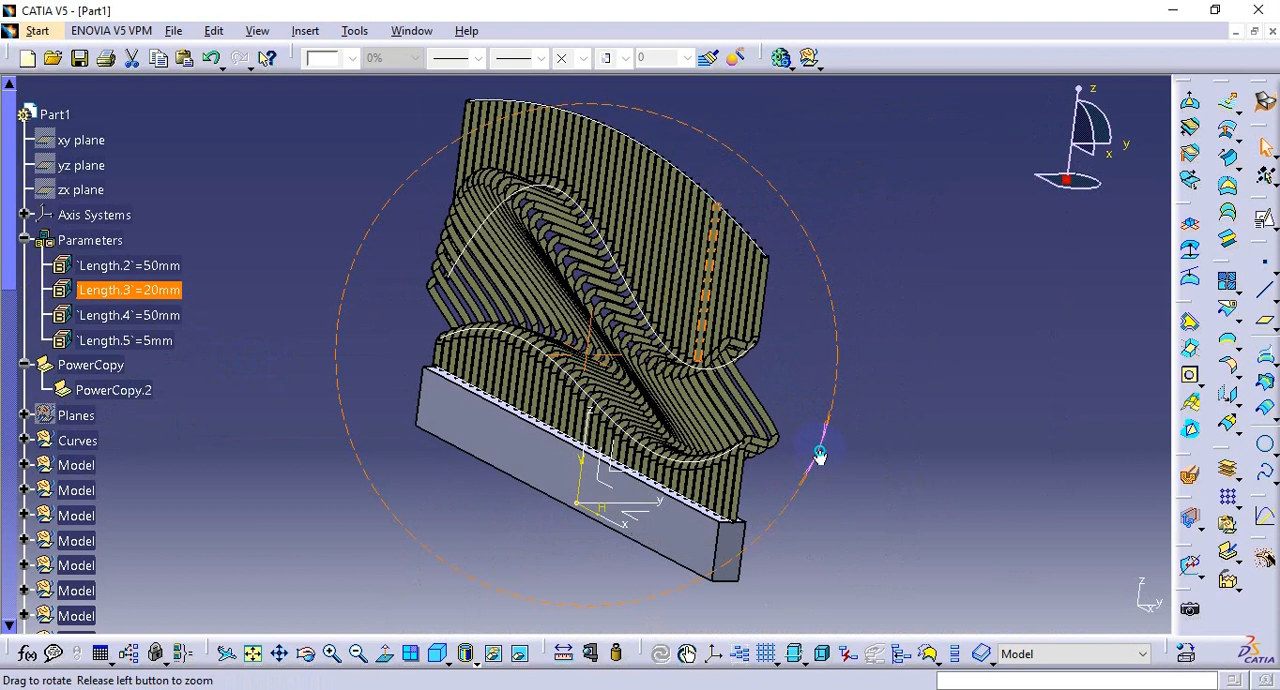 CATIA V5 - [Part1]
Start ENOVIA V5 VPM File Edit View Insert Tools Window Help
0% 0
Part1
xy plane
yz plane
zx plane
Axis Systems
Parameters
`Length.2`=50mm
`Length.3`=20mm
`Length.4`=50mm
`Length.5`=5mm
PowerCopy
PowerCopy.2
Planes
Curves
Model
Model
Model
Model
Model
Model
Model
z
y
x
z
V
y
H
x
z
y
x
f(x) Model
DS CATIA
Drag to rotate Release left button to zoom